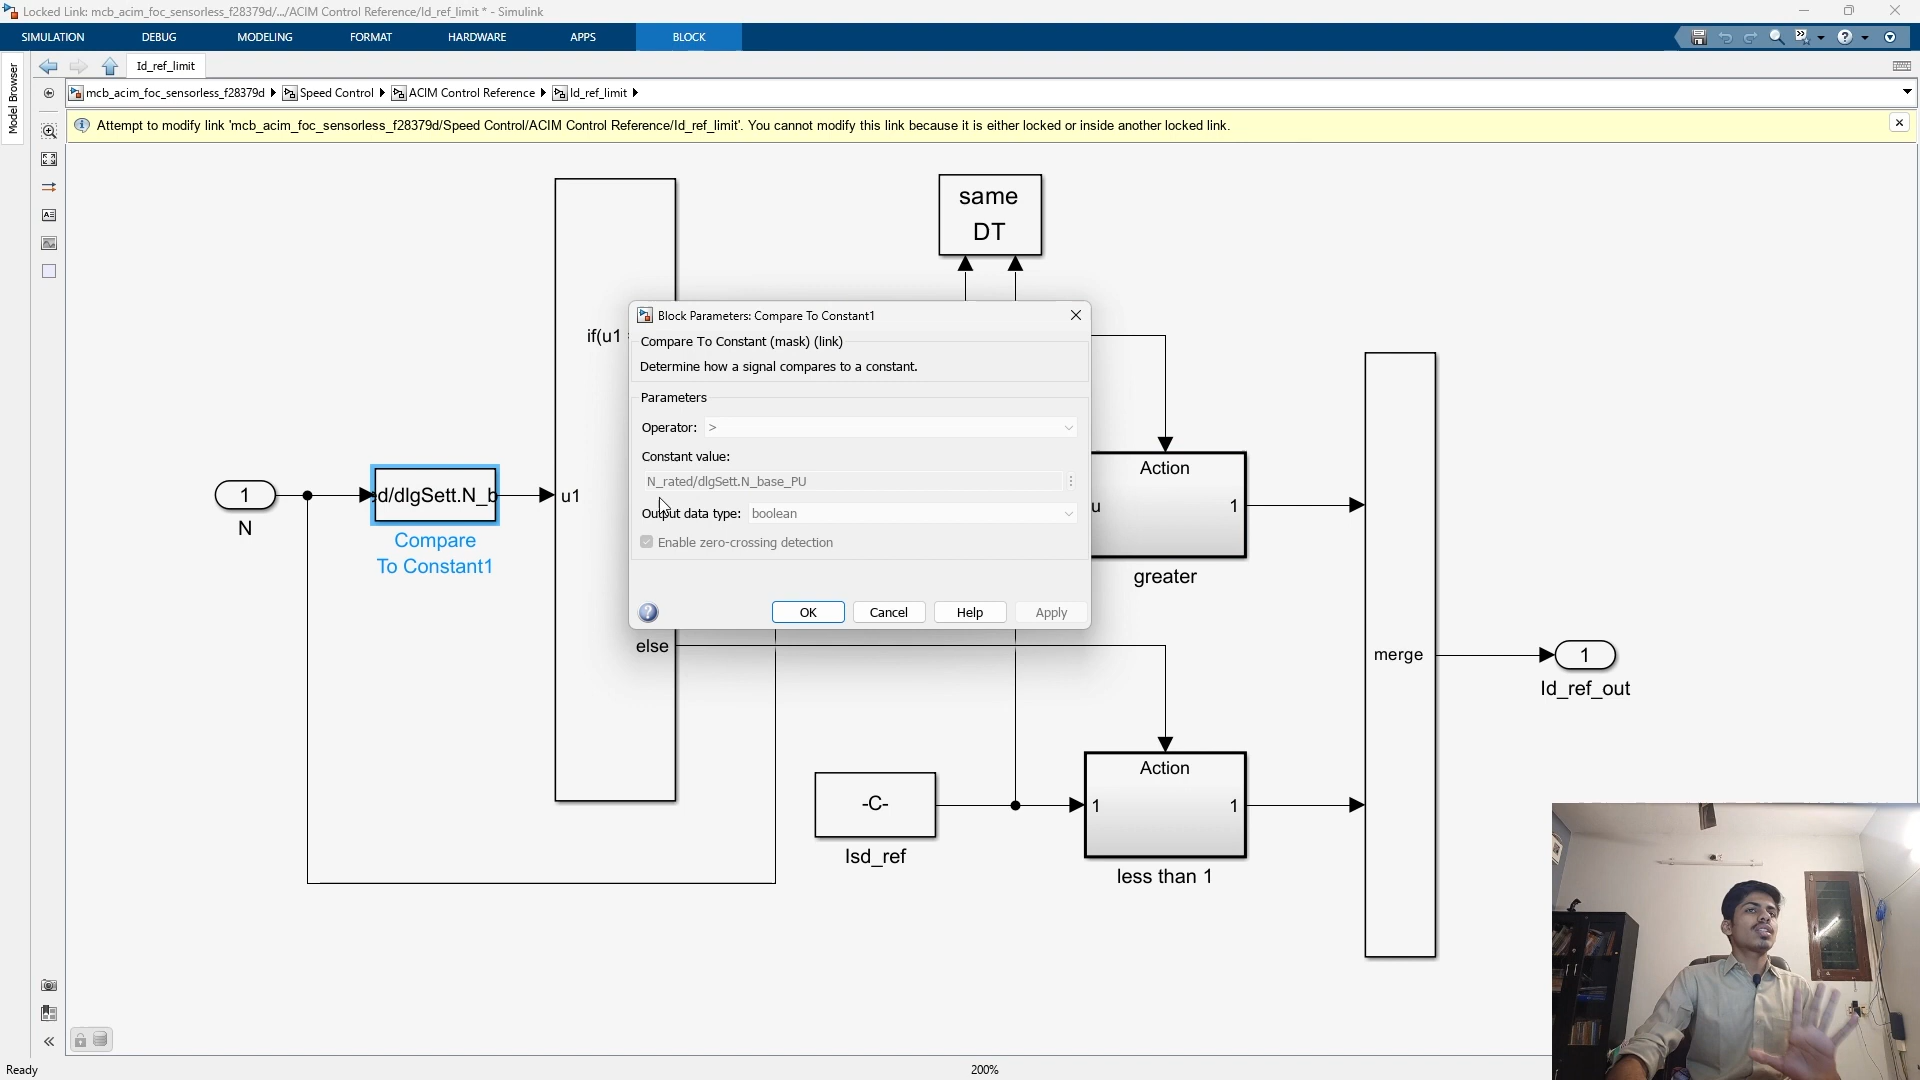 Locked Link: mcb_acim_foc_sensorless_f28379d/.../ACIM Control Reference/Id_ref_limit * - Simulink
SIMULATION DEBUG MODELING FORMAT HARDWARE APPS BLOCK
Id_ref_limit
Model Browser
mcb_acim_foc_sensorless_f28379d Speed Control ACIM Control Reference Id_ref_limit
Attempt to modify link 'mcb_acim_foc_sensorless_f28379d/Speed Control/ACIM Control Reference/Id_ref_limit'. You cannot modify this link because it is either locked or inside another locked link.
same
DT
if(u1
Block Parameters: Compare To Constant1
Compare To Constant (mask) (link)
Determine how a signal compares to a constant.
Parameters
Operator: >
Constant value:
N_rated/dlgSett.N_base_PU
Output data type: boolean
Enable zero-crossing detection
OK Cancel Help Apply
1
N
d/dlgSett.N_b
Compare
To Constant1
u1
else
Action
u 1
greater
-C-
Isd_ref
Action
1 1
less than 1
merge
1
Id_ref_out
Ready 200%